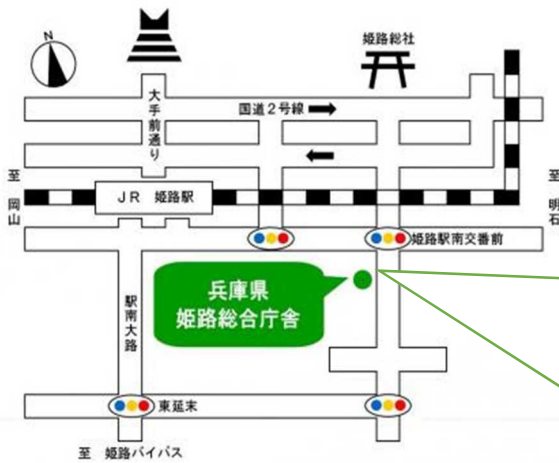 N
姫路総社
国道2号線
大手前通り
至 岡山
JR 姫路駅
至 明石
姫路駅南交番前
兵庫県
姫路総合庁舎
駅南大路
東延末
至 姫路バイパス